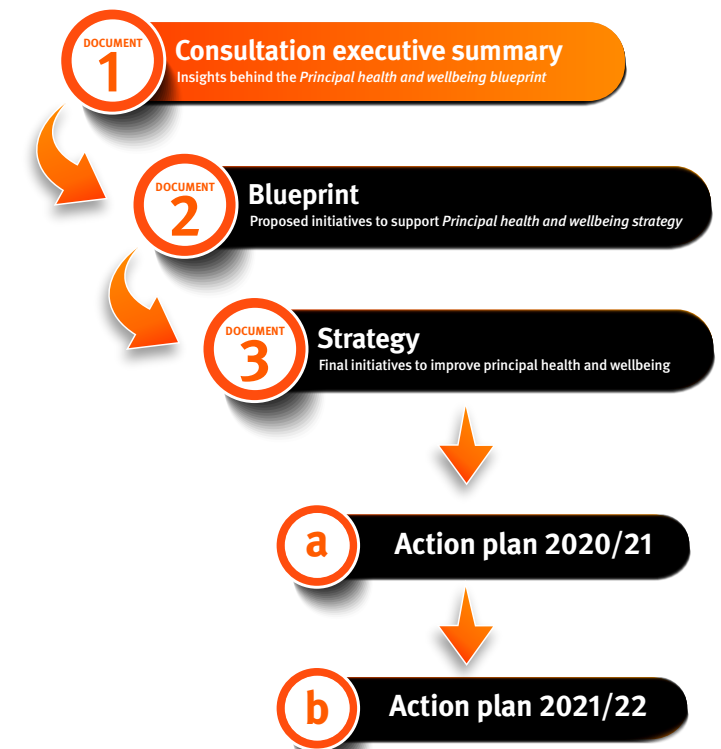 DOCUMENT
1
Consultation executive summary
Insights behind the Principal health and wellbeing blueprint
DOCUMENT
2
Blueprint
Proposed initiatives to support Principal health and wellbeing strategy
DOCUMENT
3
Strategy
Final initiatives to improve principal health and wellbeing
a
Action plan 2020/21
b
Action plan 2021/22